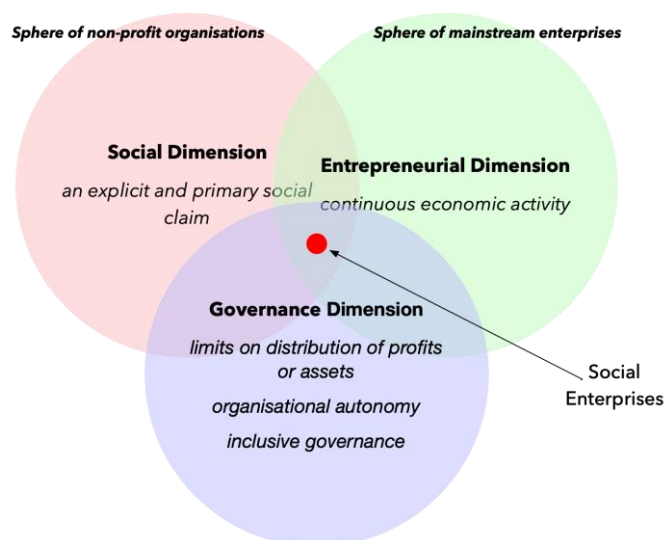 Sphere of non-profit organisations
Sphere of mainstream enterprises
Social Dimension
an explicit and primary social
claim
Entrepreneurial Dimension
continuous economic activity
Governance Dimension
limits on distribution of profits
or assets
organisational autonomy
inclusive governance
Social
Enterprises